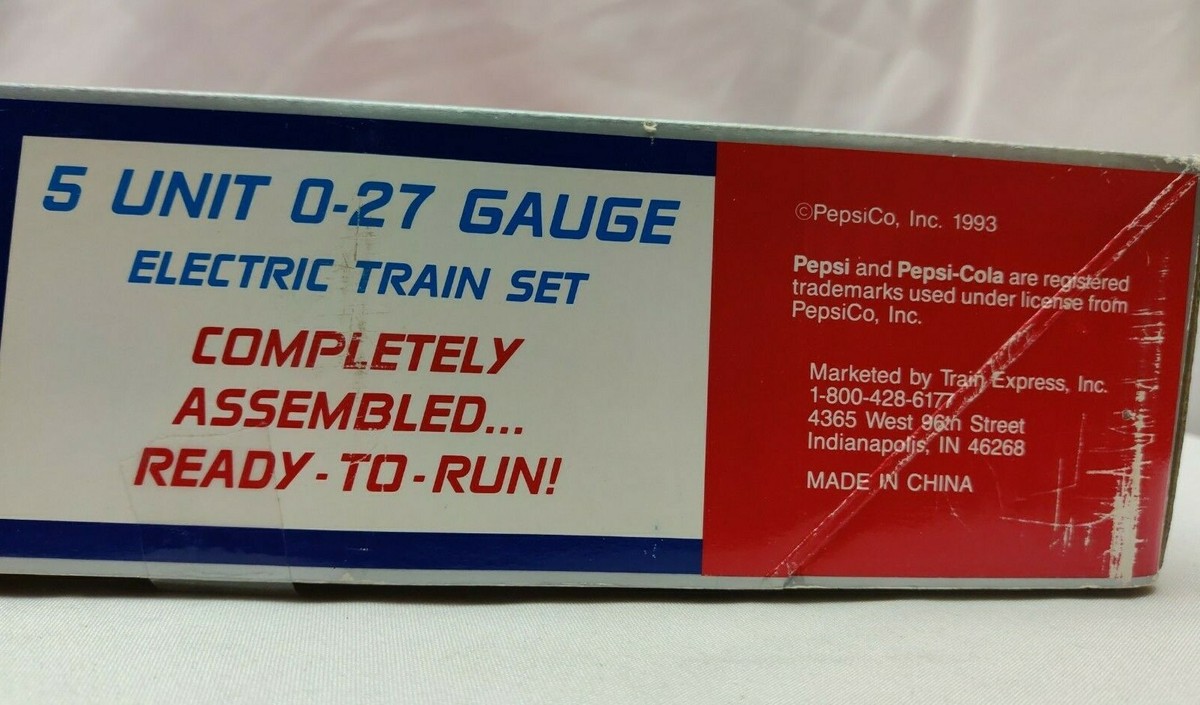 5 UNIT 0-27 GAUGE
ELECTRIC TRAIN SET
COMPLETELY
ASSEMBLED...
READY-TO-RUN!
©PepsiCo, Inc. 1993
Pepsi and Pepsi-Cola are registered
trademarks used under license from
PepsiCo, Inc.
Marketed by Train Express, Inc.
1-800-428-6177
4365 West 96th Street
Indianapolis, IN 46268
MADE IN CHINA